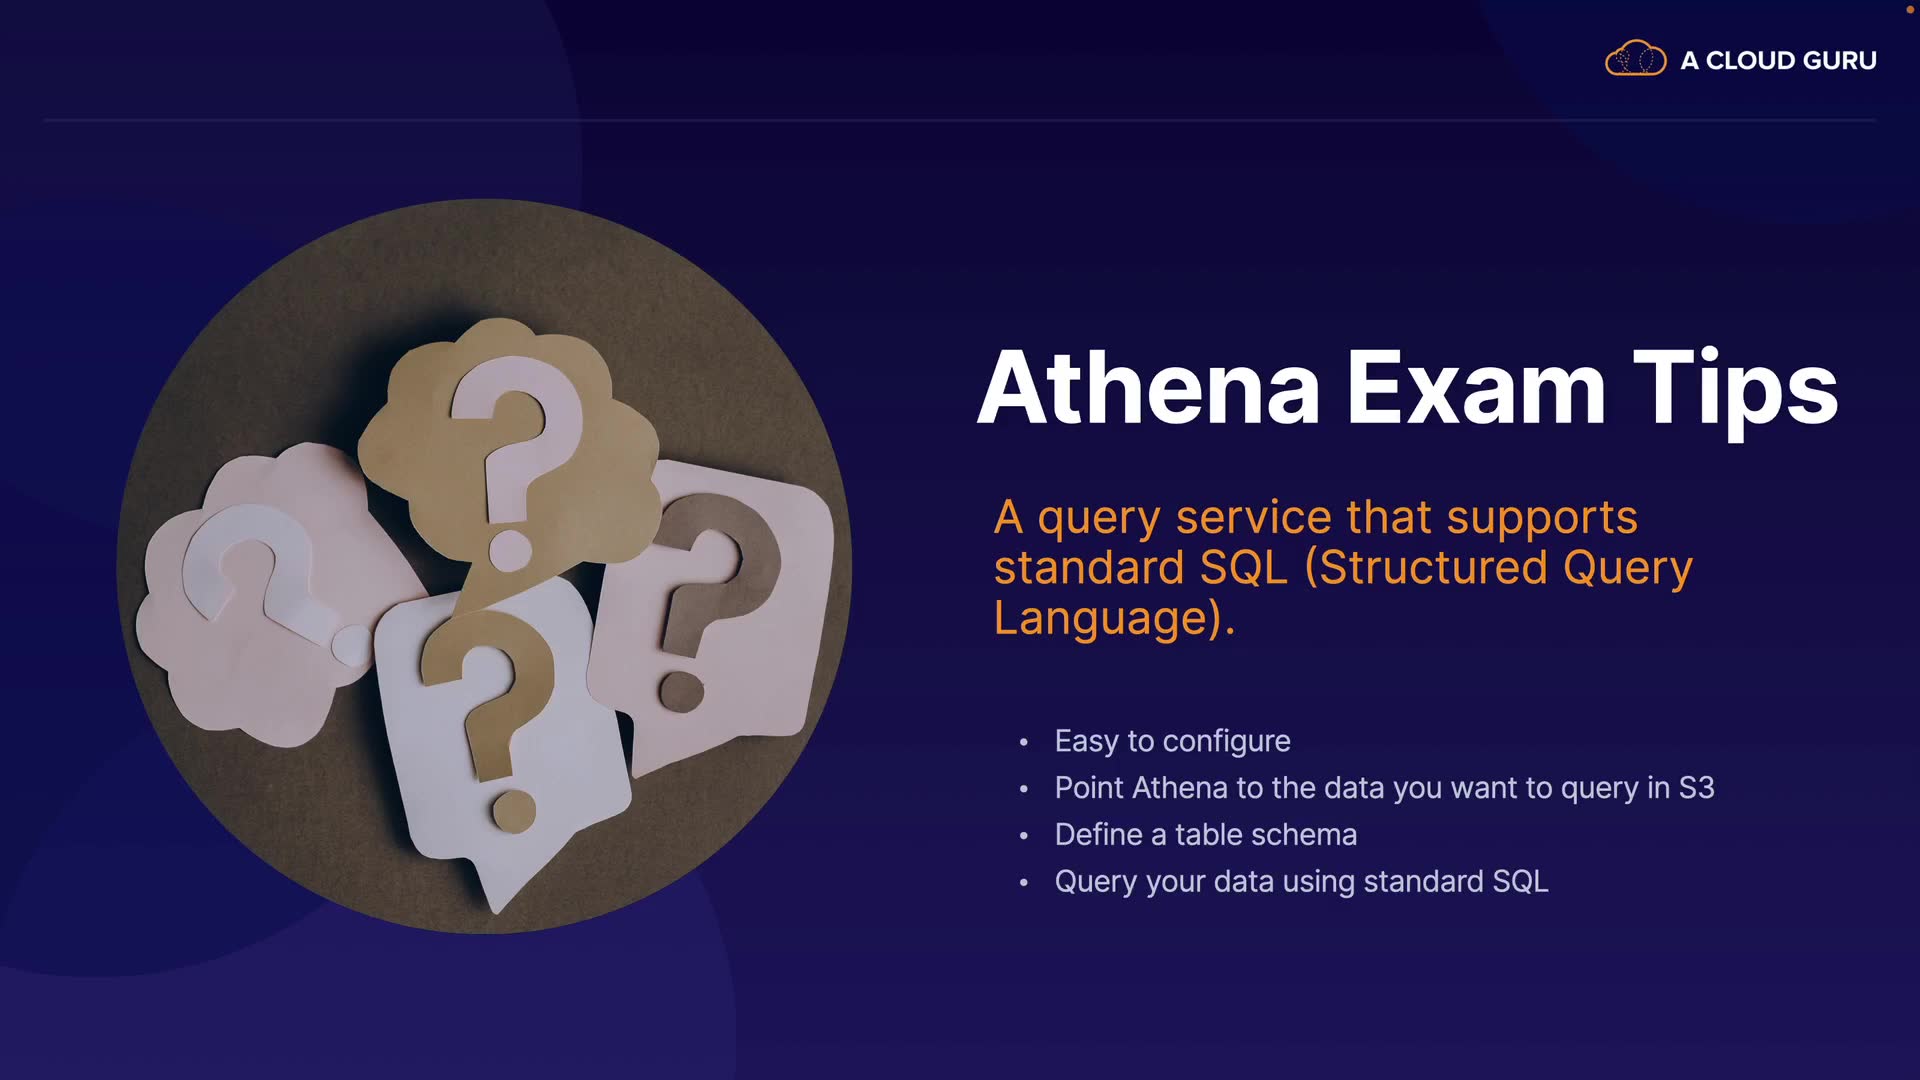 A CLOUD GURU
Athena Exam Tips
A query service that supports
standard SQL (Structured Query
Language).
• Easy to configure
• Point Athena to the data you want to query in S3
• Define a table schema
• Query your data using standard SQL
? 
?
?
?